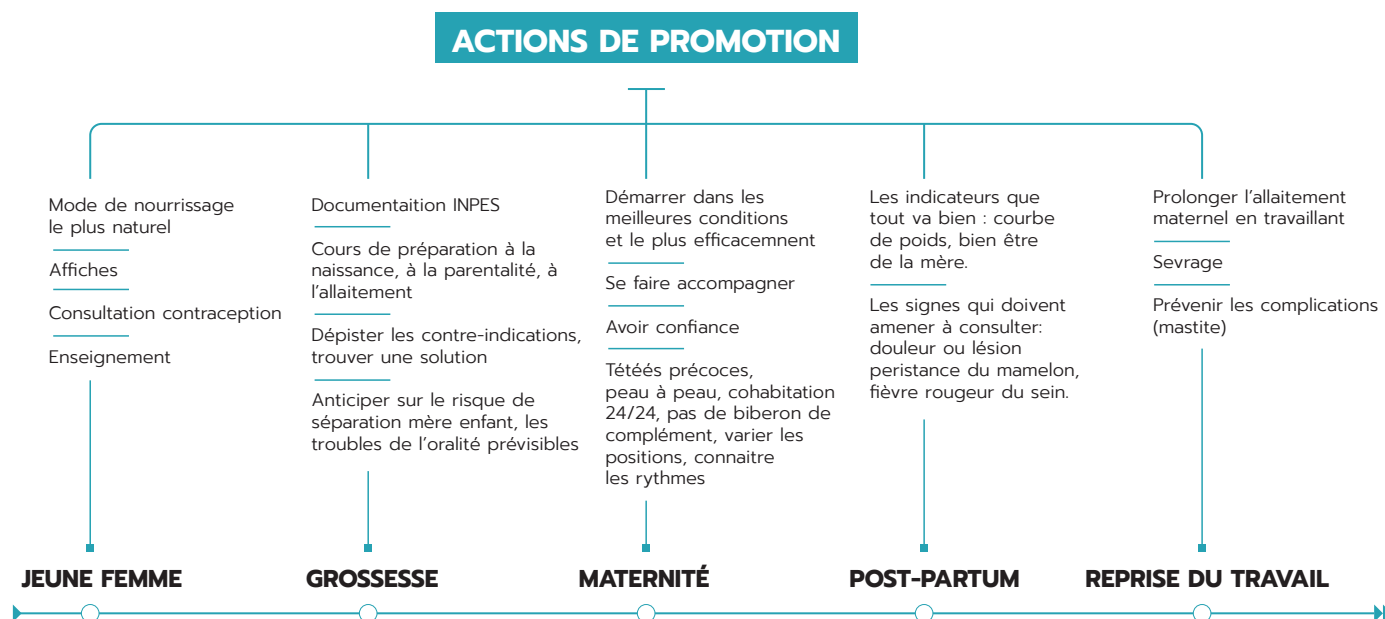 ACTIONS DE PROMOTION
Mode de nourrissage
le plus naturel
Affiches
Consultation contraception
Enseignement
Documentaition INPES
Cours de préparation à la
naissance, à la parentalité, à
l’allaitement
Dépister les contre-indications,
trouver une solution
Anticiper sur le risque de
séparation mère enfant, les
troubles de l’oralité prévisibles
Démarrer dans les
meilleures conditions
et le plus efficacemnent
Se faire accompagner
Avoir confiance
Tétéés précoces,
peau à peau, cohabitation
24/24, pas de biberon de
complément, varier les
positions, connaitre
les rythmes
Les indicateurs que
tout va bien : courbe
de poids, bien être
de la mère.
Les signes qui doivent
amener à consulter:
douleur ou lésion
peristance du mamelon,
fièvre rougeur du sein.
Prolonger l’allaitement
maternel en travaillant
Sevrage
Prévenir les complications
(mastite)
JEUNE FEMME
GROSSESSE
MATERNITÉ
POST-PARTUM
REPRISE DU TRAVAIL